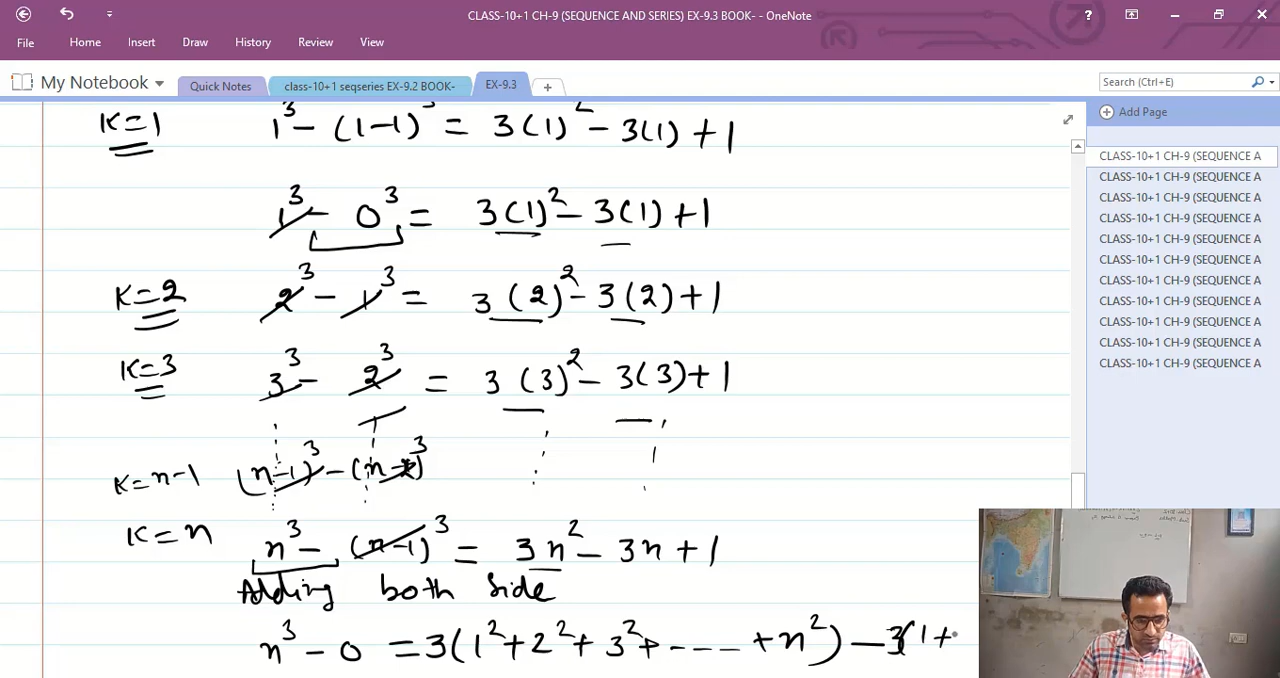 CLASS-10+1 CH-9 (SEQUENCE AND SERIES) EX-9.3 BOOK- - OneNote
File Home Insert Draw History Review View
My Notebook Quick Notes class-10+1 seqseries EX-9.2 BOOK- EX-9.3
Search (Ctrl+E)
Add Page
CLASS-10+1 CH-9 (SEQUENCE A
CLASS-10+1 CH-9 (SEQUENCE A
CLASS-10+1 CH-9 (SEQUENCE A
CLASS-10+1 CH-9 (SEQUENCE A
CLASS-10+1 CH-9 (SEQUENCE A
CLASS-10+1 CH-9 (SEQUENCE A
CLASS-10+1 CH-9 (SEQUENCE A
CLASS-10+1 CH-9 (SEQUENCE A
CLASS-10+1 CH-9 (SEQUENCE A
CLASS-10+1 CH-9 (SEQUENCE A
CLASS-10+1 CH-9 (SEQUENCE A
K=1 1³ - (1-1)³ = 3(1)² - 3(1) + 1
1³ - 0³ = 3(1)² - 3(1) + 1
K=2 2³ - 1³ = 3(2)² - 3(2) + 1
K=3 3³ - 2³ = 3(3)² - 3(3) + 1
K=n-1 (n-1)³ - (n-2)³
K=n n³ - (n-1)³ = 3n² - 3n + 1
Adding both side
n³ - 0 = 3(1² + 2² + 3² + ---- + n²) - 3(1 +